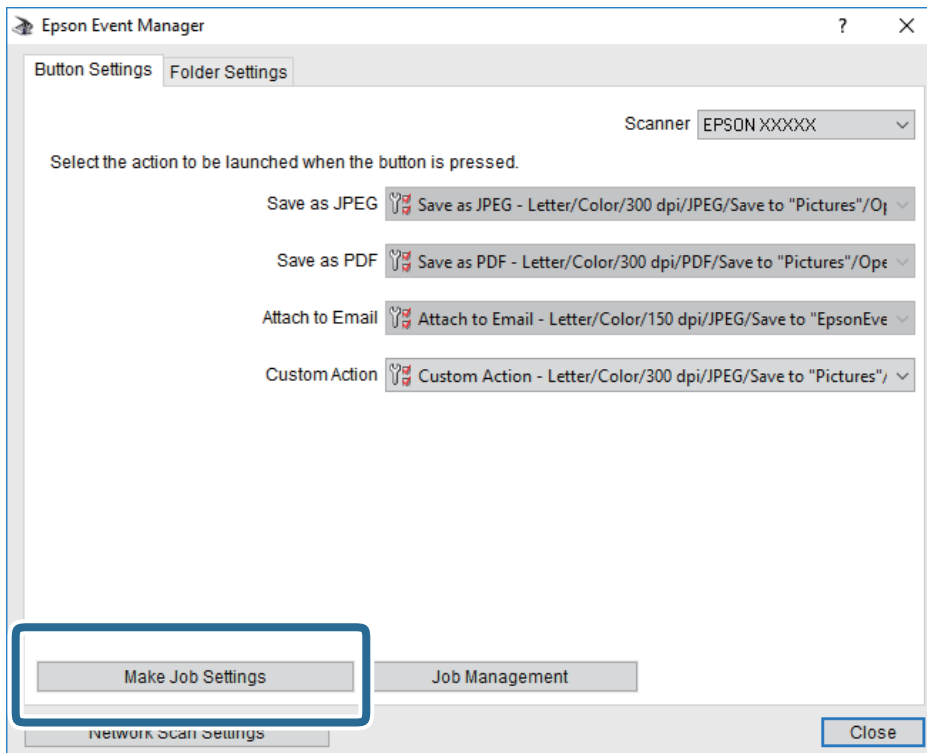 Epson Event Manager ?
Button Settings Folder Settings
Scanner EPSON XXXXX
Select the action to be launched when the button is pressed.
Save as JPEG Save as JPEG - Letter/Color/300 dpi/JPEG/Save to "Pictures"/Op
Save as PDF Save as PDF - Letter/Color/300 dpi/PDF/Save to "Pictures"/Ope
Attach to Email Attach to Email - Letter/Color/150 dpi/JPEG/Save to "EpsonEve
Custom Action Custom Action - Letter/Color/300 dpi/JPEG/Save to "Pictures"/
Make Job Settings Job Management
Network Scan Settings Close